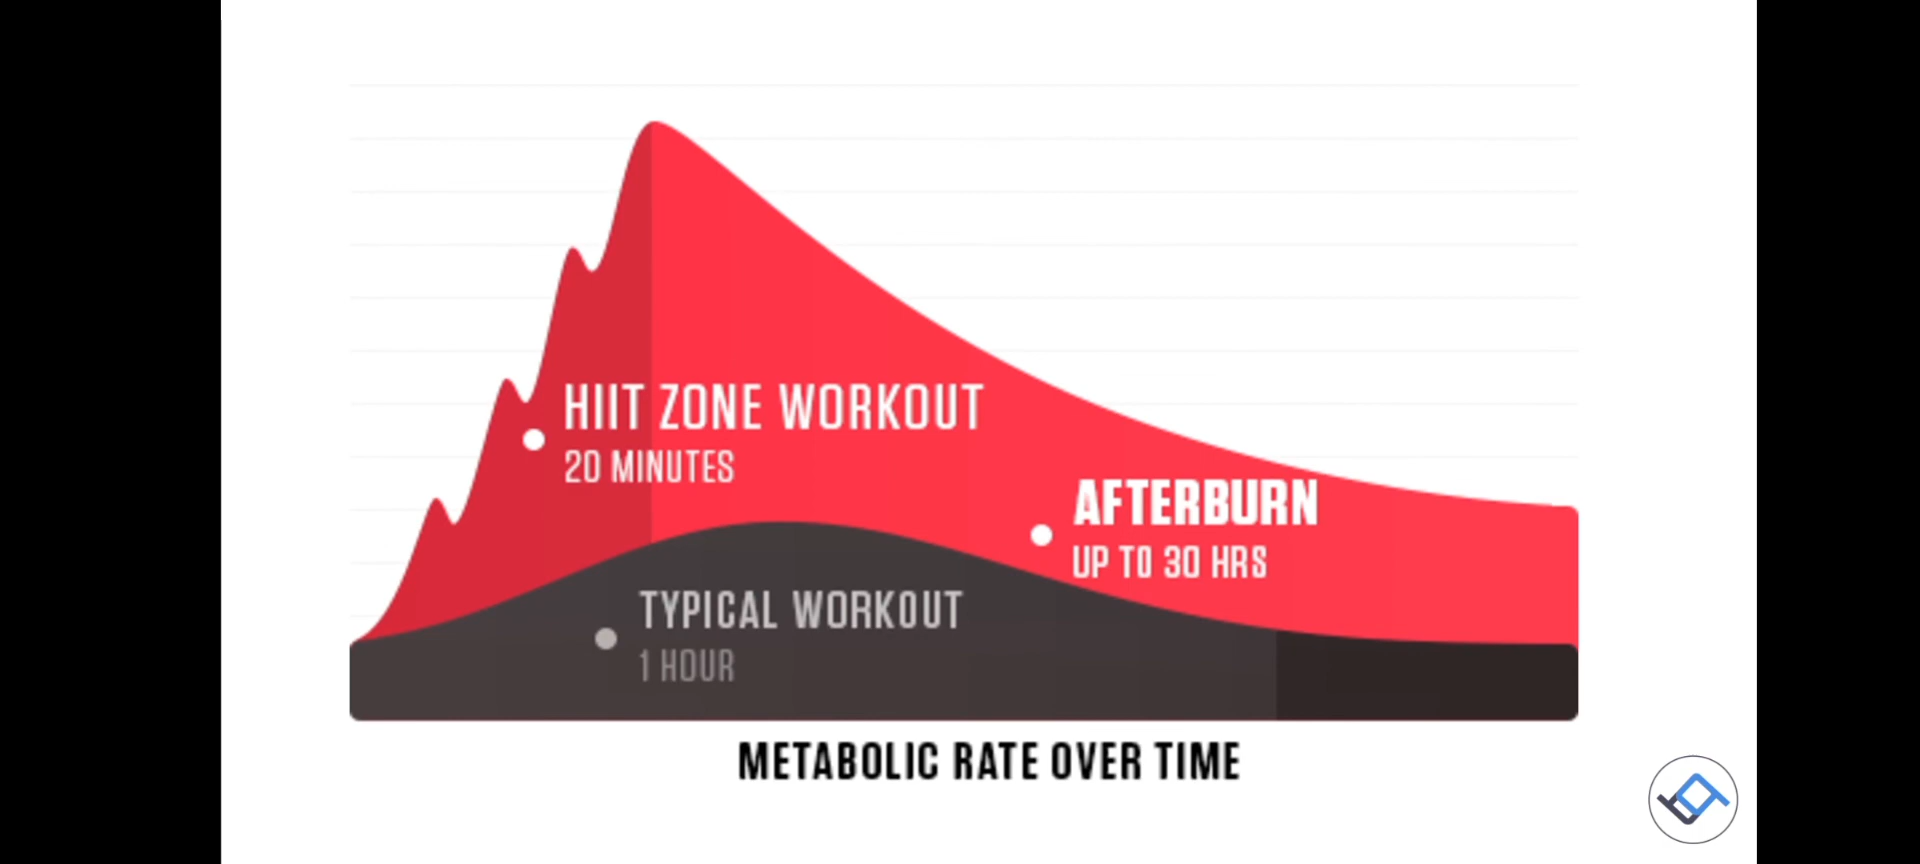 HIIT ZONE WORKOUT
20 MINUTES
AFTERBURN
UP TO 30 HRS
TYPICAL WORKOUT
1 HOUR
METABOLIC RATE OVER TIME